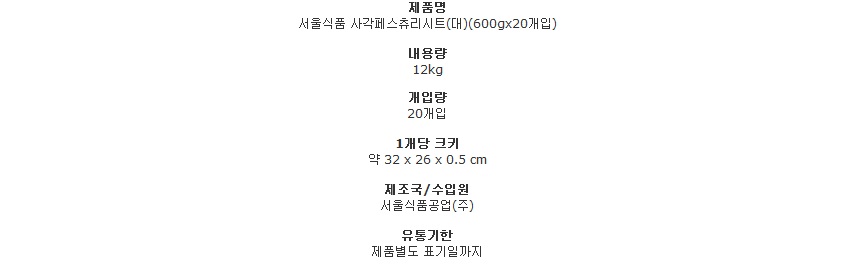 제품명
서울식품 사각페스츄리시트(대)(600gx20개입)
내용량
12kg
개입량
20개입
1개당 크키
약 32 x 26 x 0.5 cm
제조국/수입원
서울식품공업(주)
유통기한
제품별도 표기일까지